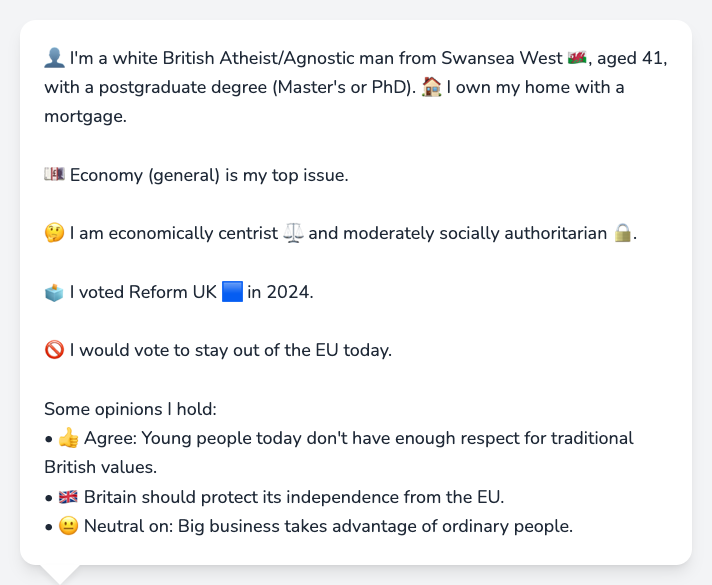 👤 I'm a white British Atheist/Agnostic man from Swansea West 🏴󠁧󠁢󠁷󠁬󠁳󠁿, aged 41,
with a postgraduate degree (Master's or PhD). 🏠 I own my home with a
mortgage.
💷 Economy (general) is my top issue.
🤔 I am economically centrist ⚖️ and moderately socially authoritarian 🔒.
🗳️ I voted Reform UK 🟦 in 2024.
🚫 I would vote to stay out of the EU today.
Some opinions I hold:
• 👍 Agree: Young people today don't have enough respect for traditional
British values.
• 🇬🇧 Britain should protect its independence from the EU.
• 😐 Neutral on: Big business takes advantage of ordinary people.